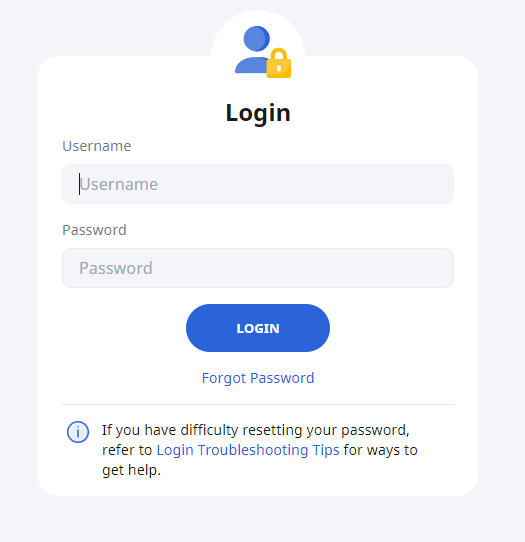 Login
Username
Username
Password
Password
LOGIN
Forgot Password
If you have difficulty resetting your password,
refer to Login Troubleshooting Tips for ways to
get help.